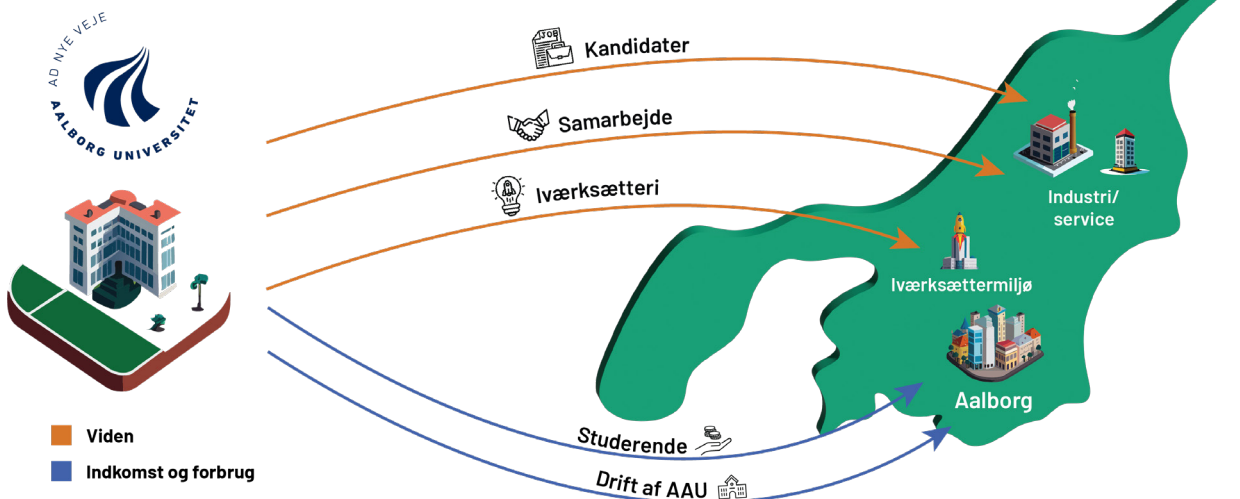 AD NYE VEJE
AALBORG UNIVERSITET
JOB
Kandidater
Samarbejde
Iværksætteri
Industri/
service
Iværksættermiljø
Aalborg
Studerende
Drift af AAU
Viden
Indkomst og forbrug